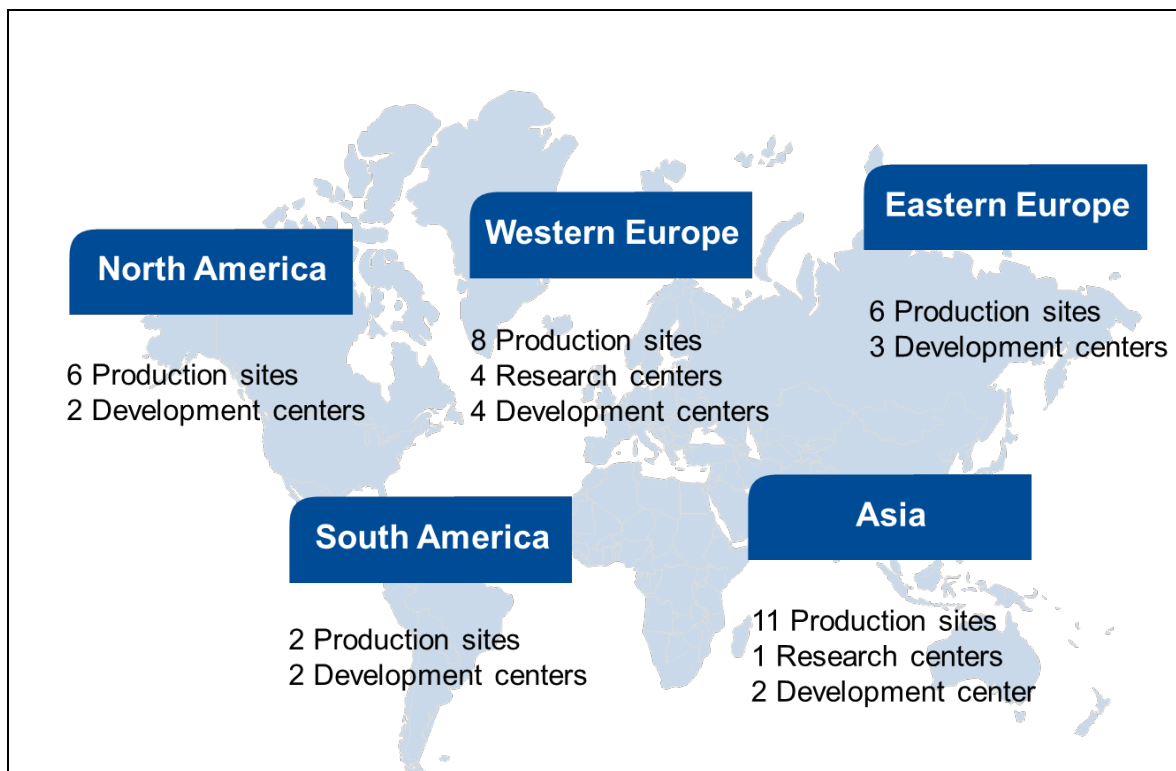 North America
6 Production sites
2 Development centers
Western Europe
8 Production sites
4 Research centers
4 Development centers
Eastern Europe
6 Production sites
3 Development centers
South America
2 Production sites
2 Development centers
Asia
11 Production sites
1 Research centers
2 Development center